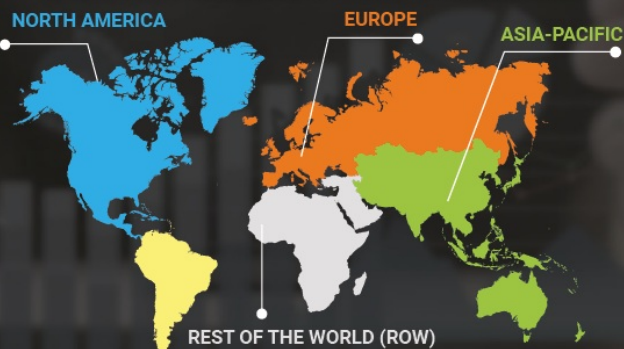 NORTH AMERICA
EUROPE
ASIA-PACIFIC
REST OF THE WORLD (ROW)